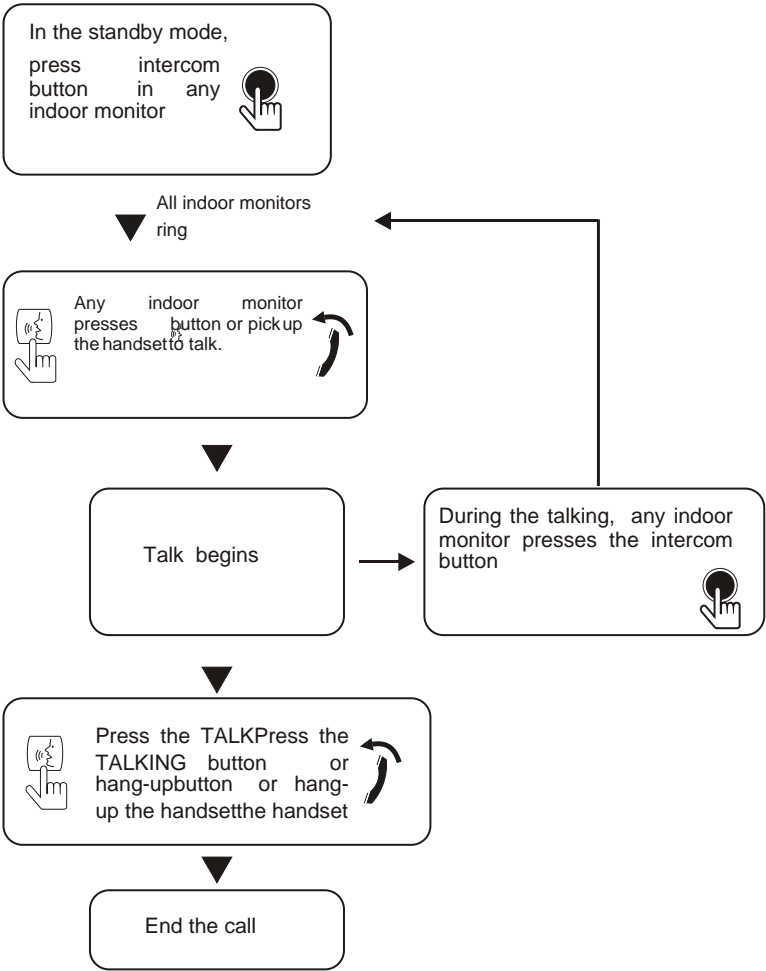 In the standby mode,
press intercom
button in any
indoor monitor
All indoor monitors
ring
Any indoor monitor
presses button or pick up
the handset to talk.
Talk begins
During the talking, any indoor
monitor presses the intercom
button
Press the TALKPress the
TALKING button or
hang-upbutton or hang-
up the handsetthe handset
End the call